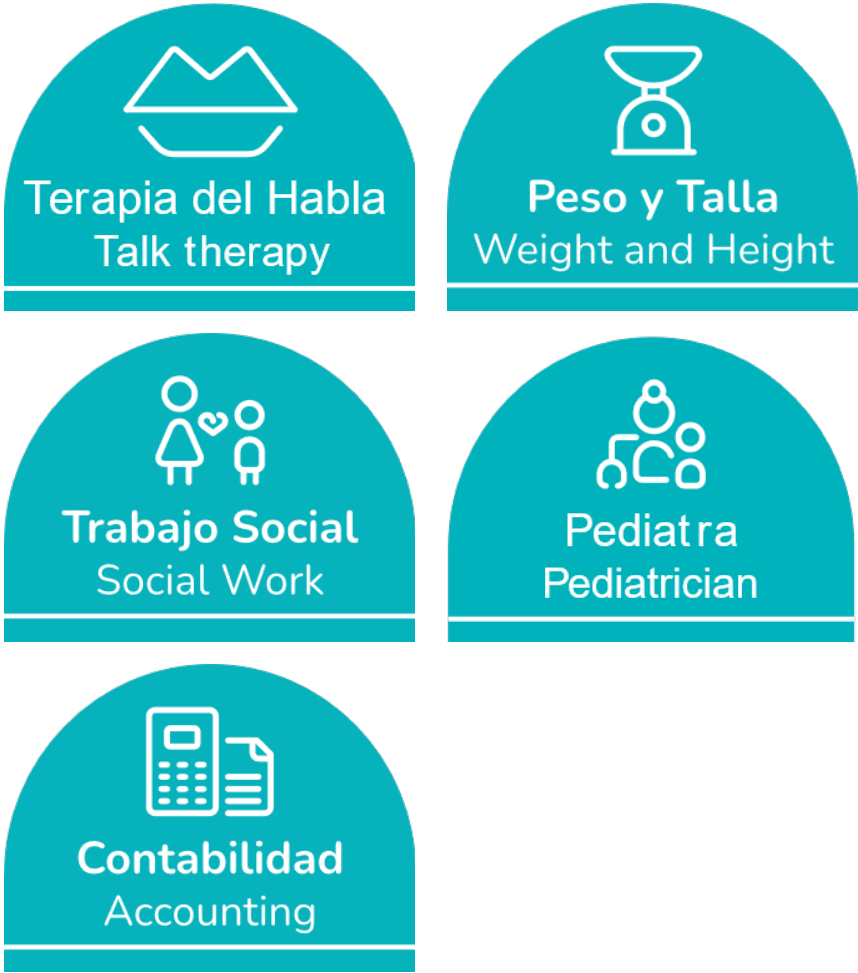 Terapia del Habla
Talk therapy
Peso y Talla
Weight and Height
Trabajo Social
Social Work
Pediatra
Pediatrician
Contabilidad
Accounting